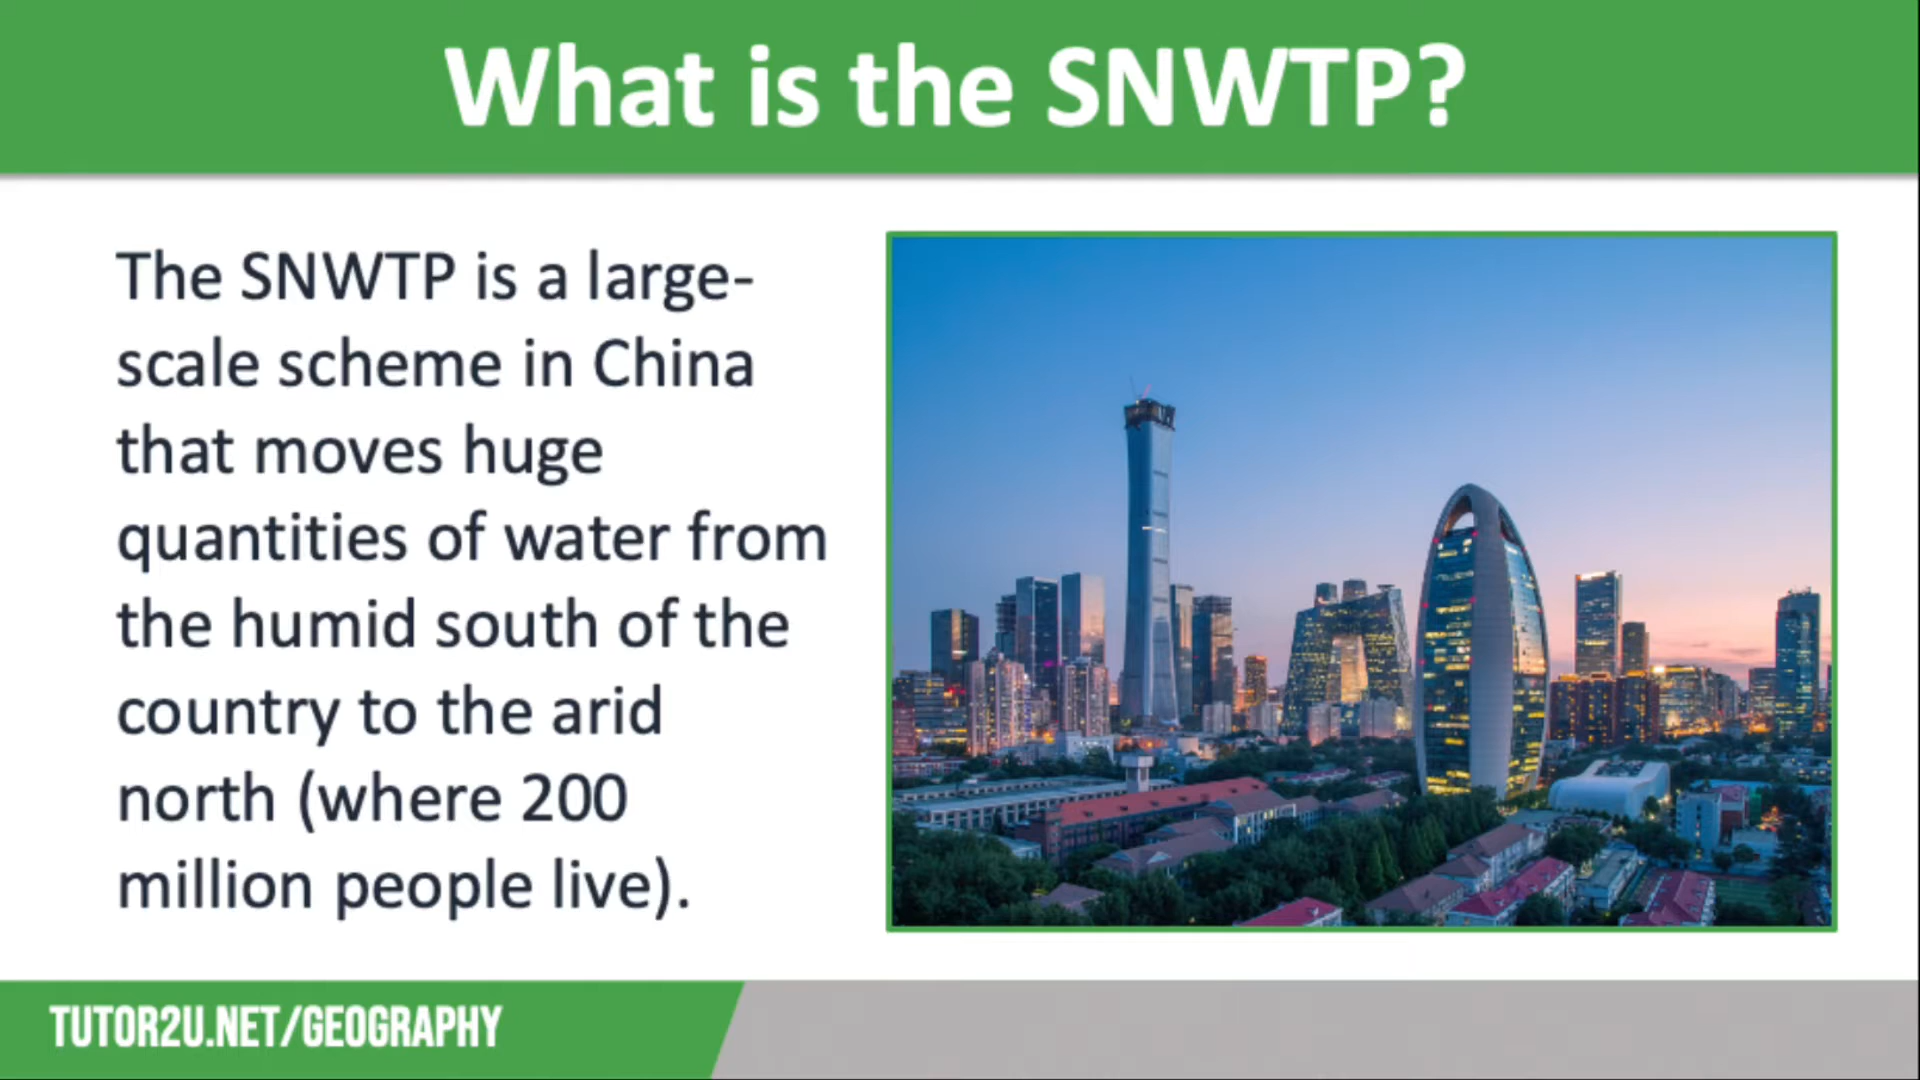 What is the SNWTP?
The SNWTP is a large-
scale scheme in China
that moves huge
quantities of water from
the humid south of the
country to the arid
north (where 200
million people live).
TUTOR2U.NET/GEOGRAPHY